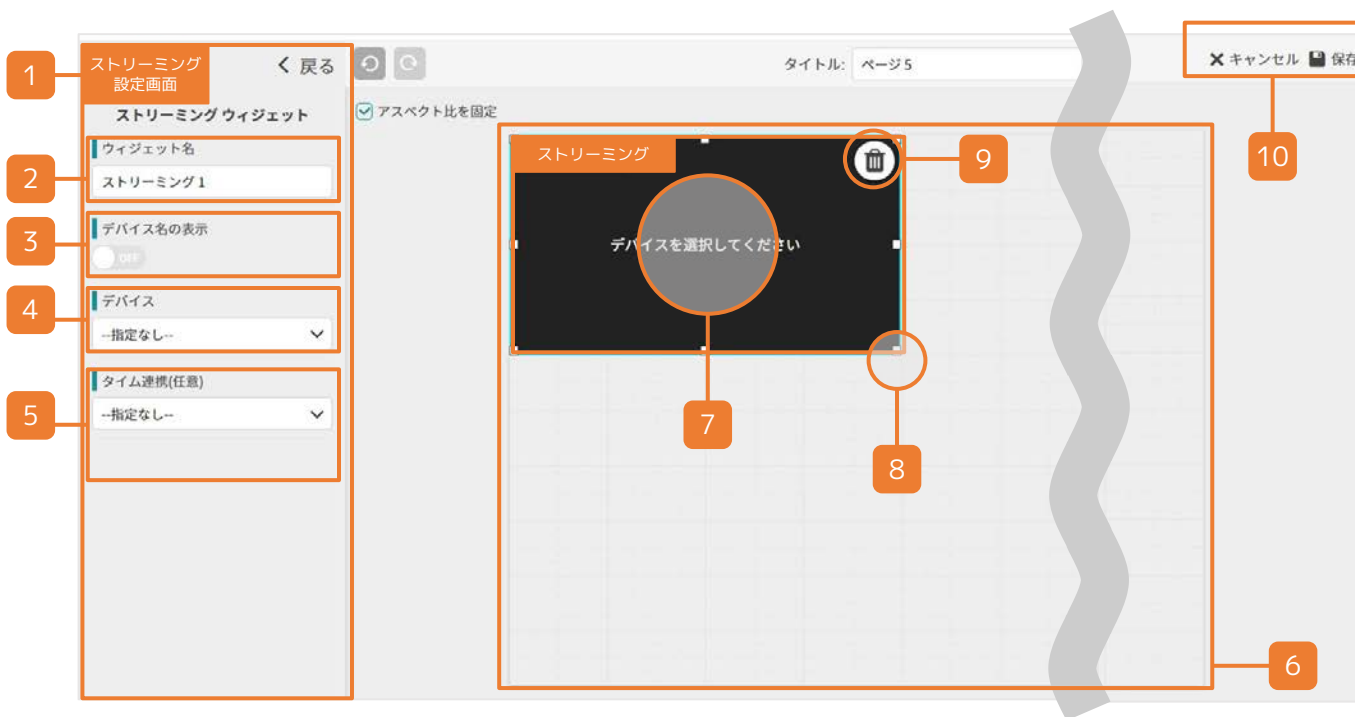 1
ストリーミング
設定画面
戻る
タイトル:
ページ 5
キャンセル
保存
ストリーミング ウィジェット
アスペクト比を固定
2
ウィジェット名
ストリーミング 1
3
デバイス名の表示
OFF
4
デバイス
--指定なし--
5
タイム連携(任意)
--指定なし--
ストリーミング
デバイスを選択してください
9
10
7
8
6